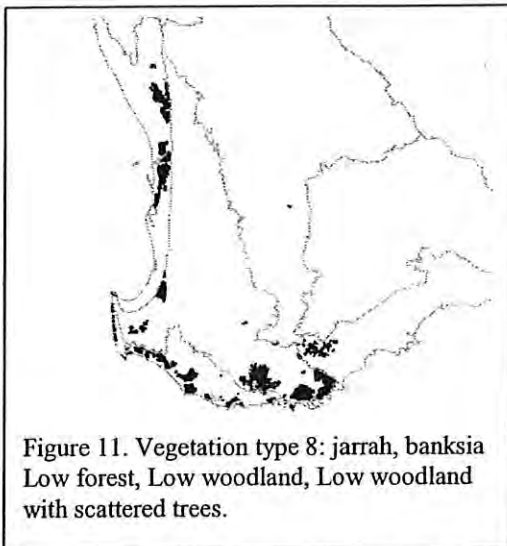 Figure 11. Vegetation type 8: jarrah, banksia
Low forest, Low woodland, Low woodland
with scattered trees.